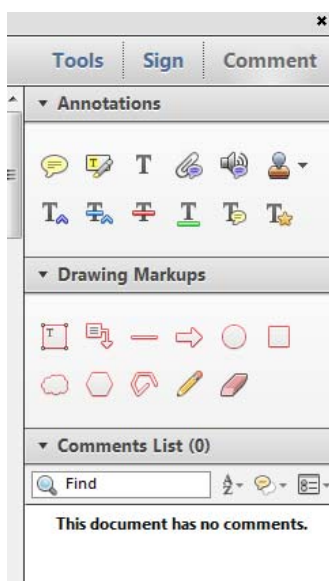 Tools Sign Comment
Annotations
Drawing Markups
Comments List (0)
Find
This document has no comments.